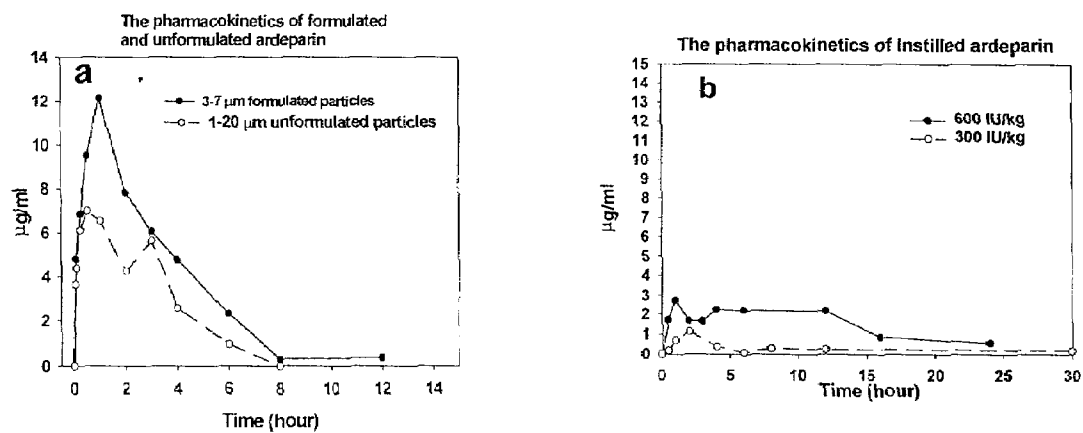 The pharmacokinetics of formulated
and unformulated ardeparin
a
3-7 µm formulated particles
1-20 µm unformulated particles
µg/ml
14
12
10
8
6
4
2
0
0 2 4 6 8 10 12 14
Time (hour)
The pharmacokinetics of Instilled ardeparin
b
600 IU/kg
300 IU/kg
µg/ml
15
14
13
12
11
10
9
8
7
6
5
4
3
2
1
0
0 5 10 15 20 25 30
Time (hour)